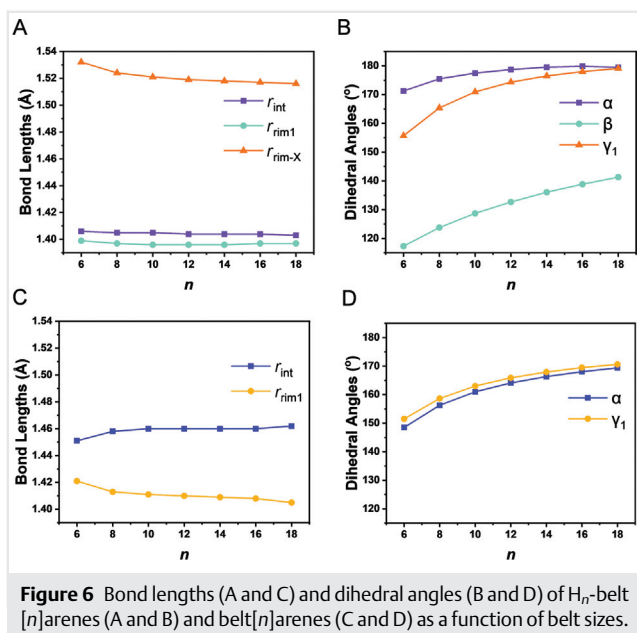 A
Bond Lengths (Å)
1.54
1.52
1.50
1.48
1.46
1.44
1.42
1.40
r_int
r_rim1
r_rim-X
6 8 10 12 14 16 18
n
B
Dihedral Angles (º)
180
170
160
150
140
130
120
α
β
γ₁
6 8 10 12 14 16 18
n
C
Bond Lengths (Å)
1.54
1.52
1.50
1.48
1.46
1.44
1.42
1.40
r_int
r_rim1
6 8 10 12 14 16 18
n
D
Dihedral Angles (º)
180
170
160
150
140
130
120
α
γ₁
6 8 10 12 14 16 18
n
Figure 6 Bond lengths (A and C) and dihedral angles (B and D) of Hₙ-belt
[n]arenes (A and B) and belt[n]arenes (C and D) as a function of belt sizes.